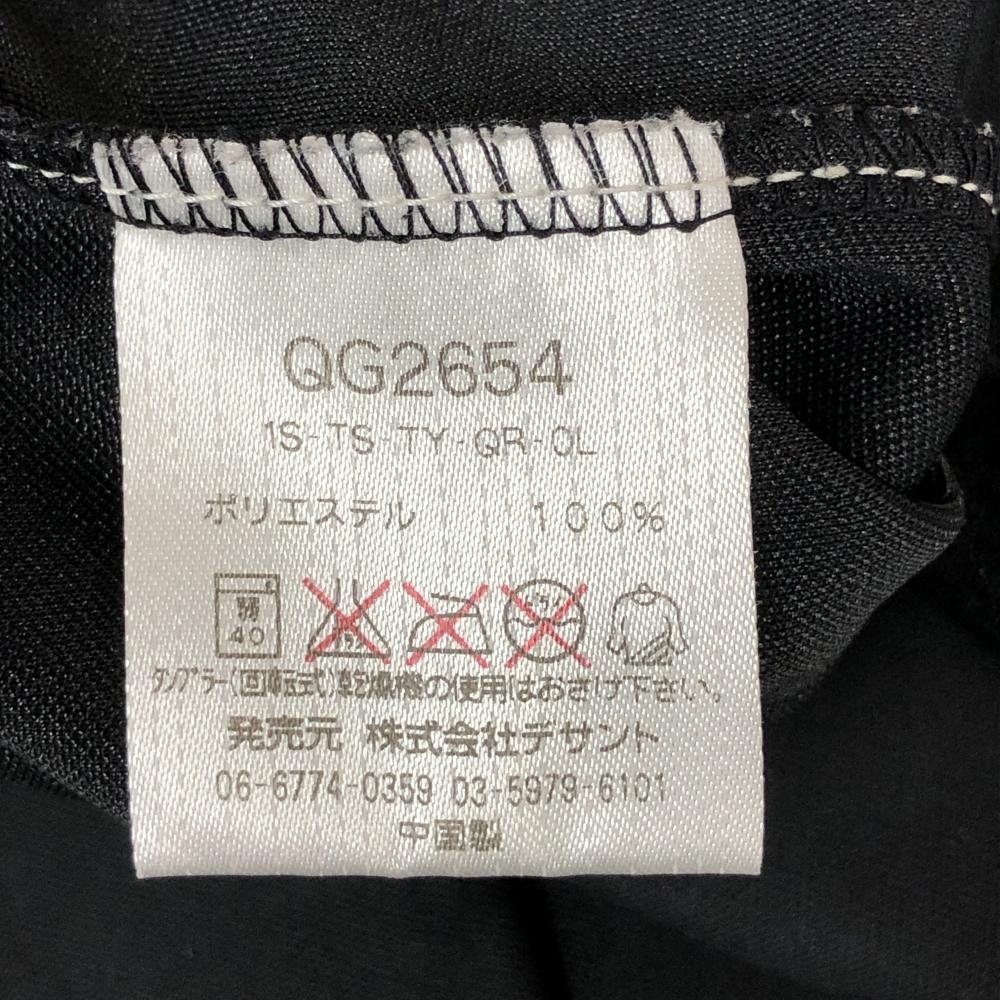 QG2654
1S-TS-TY-QR-OL
ポリエステル 100%
弱 40
タンブラー(回転式)乾燥機の使用はおさけ下さい。
発売元 株式会社デサント
06-6774-0359 03-5979-6101
中国製